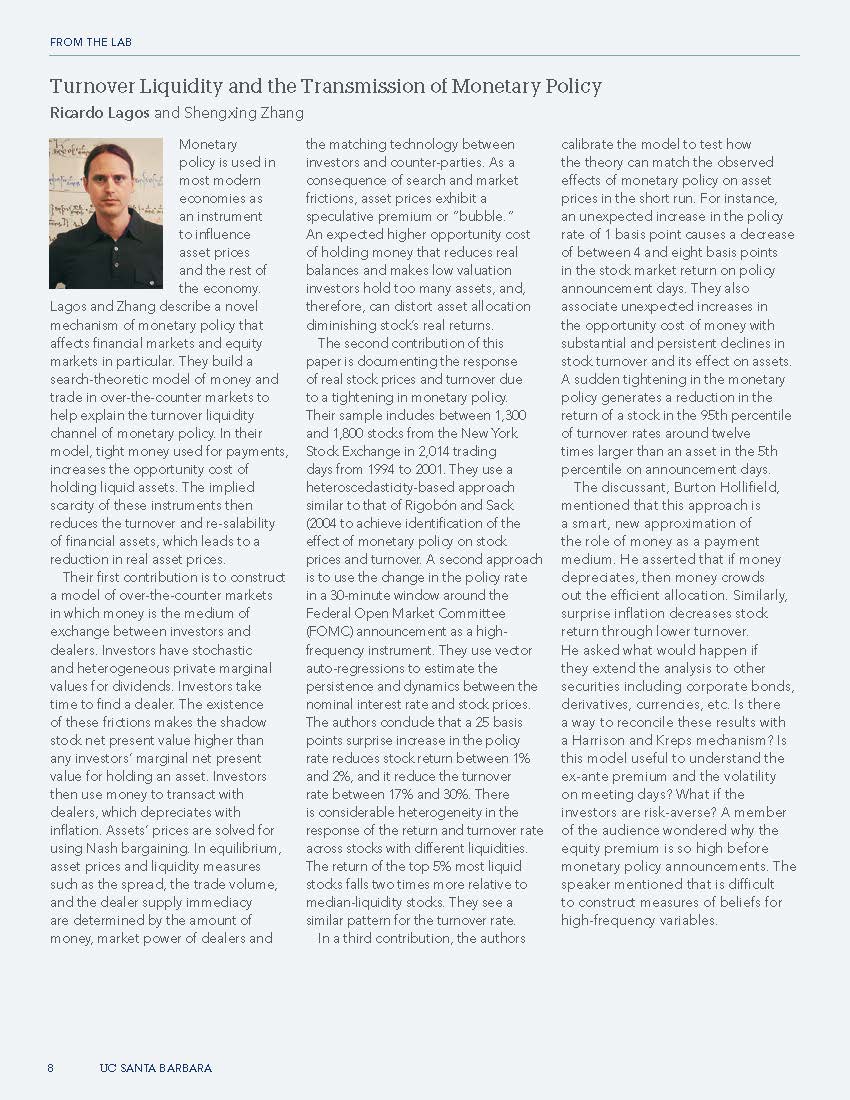 FROM THE LAB
Turnover Liquidity and the Transmission of Monetary Policy
Ricardo Lagos and Shengxing Zhang
Monetary
policy is used in
most modern
economies as
an instrument
to influence
asset prices
and the rest of
the economy.
Lagos and Zhang describe a novel
mechanism of monetary policy that
affects financial markets and equity
markets in particular. They build a
search-theoretic model of money and
trade in over-the-counter markets to
help explain the turnover liquidity
channel of monetary policy. In their
model, tight money used for payments,
increases the opportunity cost of
holding liquid assets. The implied
scarcity of these instruments then
reduces the turnover and re-salability
of financial assets, which leads to a
reduction in real asset prices.
Their first contribution is to construct
a model of over-the-counter markets
in which money is the medium of
exchange between investors and
dealers. Investors have stochastic
and heterogeneous private marginal
values for dividends. Investors take
time to find a dealer. The existence
of these frictions makes the shadow
stock net present value higher than
any investors’ marginal net present
value for holding an asset. Investors
then use money to transact with
dealers, which depreciates with
inflation. Assets’ prices are solved for
using Nash bargaining. In equilibrium,
asset prices and liquidity measures
such as the spread, the trade volume,
and the dealer supply immediacy
are determined by the amount of
money, market power of dealers and
the matching technology between
investors and counter-parties. As a
consequence of search and market
frictions, asset prices exhibit a
speculative premium or “bubble.”
An expected higher opportunity cost
of holding money that reduces real
balances and makes low valuation
investors hold too many assets, and,
therefore, can distort asset allocation
diminishing stock’s real returns.
The second contribution of this
paper is documenting the response
of real stock prices and turnover due
to a tightening in monetary policy.
Their sample includes between 1,300
and 1,800 stocks from the New York
Stock Exchange in 2,014 trading
days from 1994 to 2001. They use a
heteroscedasticity-based approach
similar to that of Rigobón and Sack
(2004 to achieve identification of the
effect of monetary policy on stock
prices and turnover. A second approach
is to use the change in the policy rate
in a 30-minute window around the
Federal Open Market Committee
(FOMC) announcement as a high-
frequency instrument. They use vector
auto-regressions to estimate the
persistence and dynamics between the
nominal interest rate and stock prices.
The authors conclude that a 25 basis
points surprise increase in the policy
rate reduces stock return between 1%
and 2%, and it reduce the turnover
rate between 17% and 30%. There
is considerable heterogeneity in the
response of the return and turnover rate
across stocks with different liquidities.
The return of the top 5% most liquid
stocks falls two times more relative to
median-liquidity stocks. They see a
similar pattern for the turnover rate.
In a third contribution, the authors
calibrate the model to test how
the theory can match the observed
effects of monetary policy on asset
prices in the short run. For instance,
an unexpected increase in the policy
rate of 1 basis point causes a decrease
of between 4 and eight basis points
in the stock market return on policy
announcement days. They also
associate unexpected increases in
the opportunity cost of money with
substantial and persistent declines in
stock turnover and its effect on assets.
A sudden tightening in the monetary
policy generates a reduction in the
return of a stock in the 95th percentile
of turnover rates around twelve
times larger than an asset in the 5th
percentile on announcement days.
The discussant, Burton Hollifield,
mentioned that this approach is
a smart, new approximation of
the role of money as a payment
medium. He asserted that if money
depreciates, then money crowds
out the efficient allocation. Similarly,
surprise inflation decreases stock
return through lower turnover.
He asked what would happen if
they extend the analysis to other
securities including corporate bonds,
derivatives, currencies, etc. Is there
a way to reconcile these results with
a Harrison and Kreps mechanism? Is
this model useful to understand the
ex-ante premium and the volatility
on meeting days? What if the
investors are risk-averse? A member
of the audience wondered why the
equity premium is so high before
monetary policy announcements. The
speaker mentioned that is difficult
to construct measures of beliefs for
high-frequency variables.
8 UC SANTA BARBARA